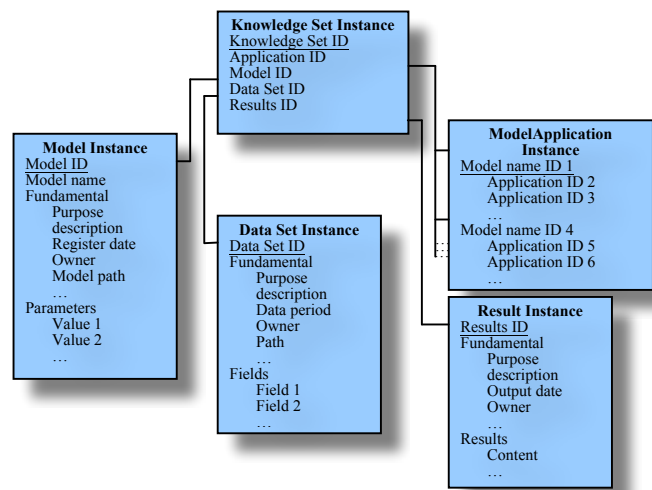 Knowledge Set Instance
Knowledge Set ID
Application ID
Model ID
Data Set ID
Results ID
Model Instance
Model ID
Model name
Fundamental
Purpose
description
Register date
Owner
Model path
…
Parameters
Value 1
Value 2
…
Data Set Instance
Data Set ID
Fundamental
Purpose
description
Data period
Owner
Path
…
Fields
Field 1
Field 2
…
ModelApplication
Instance
Model name ID 1
Application ID 2
Application ID 3
…
Model name ID 4
Application ID 5
Application ID 6
…
Result Instance
Results ID
Fundamental
Purpose
description
Output date
Owner
…
Results
Content
…